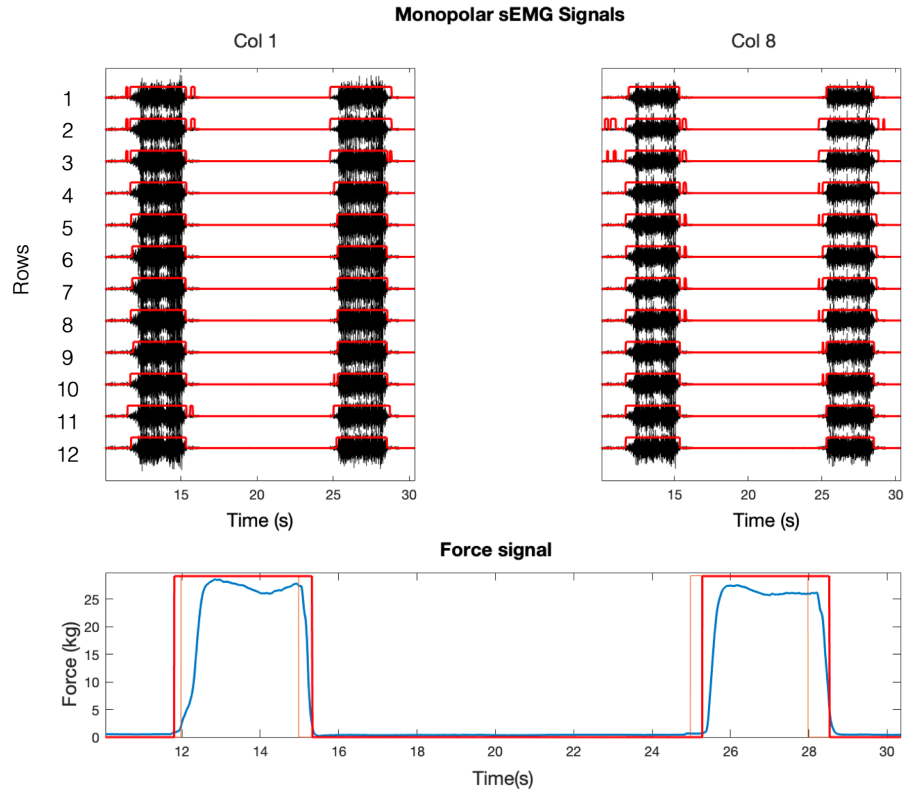 Monopolar sEMG Signals
Col 1
Col 8
Rows
1
2
3
4
5
6
7
8
9
10
11
12
15 20 25 30
15 20 25 30
Time (s)
Time (s)
Force signal
Force (kg)
25
20
15
10
5
0
12 14 16 18 20 22 24 26 28 30
Time(s)